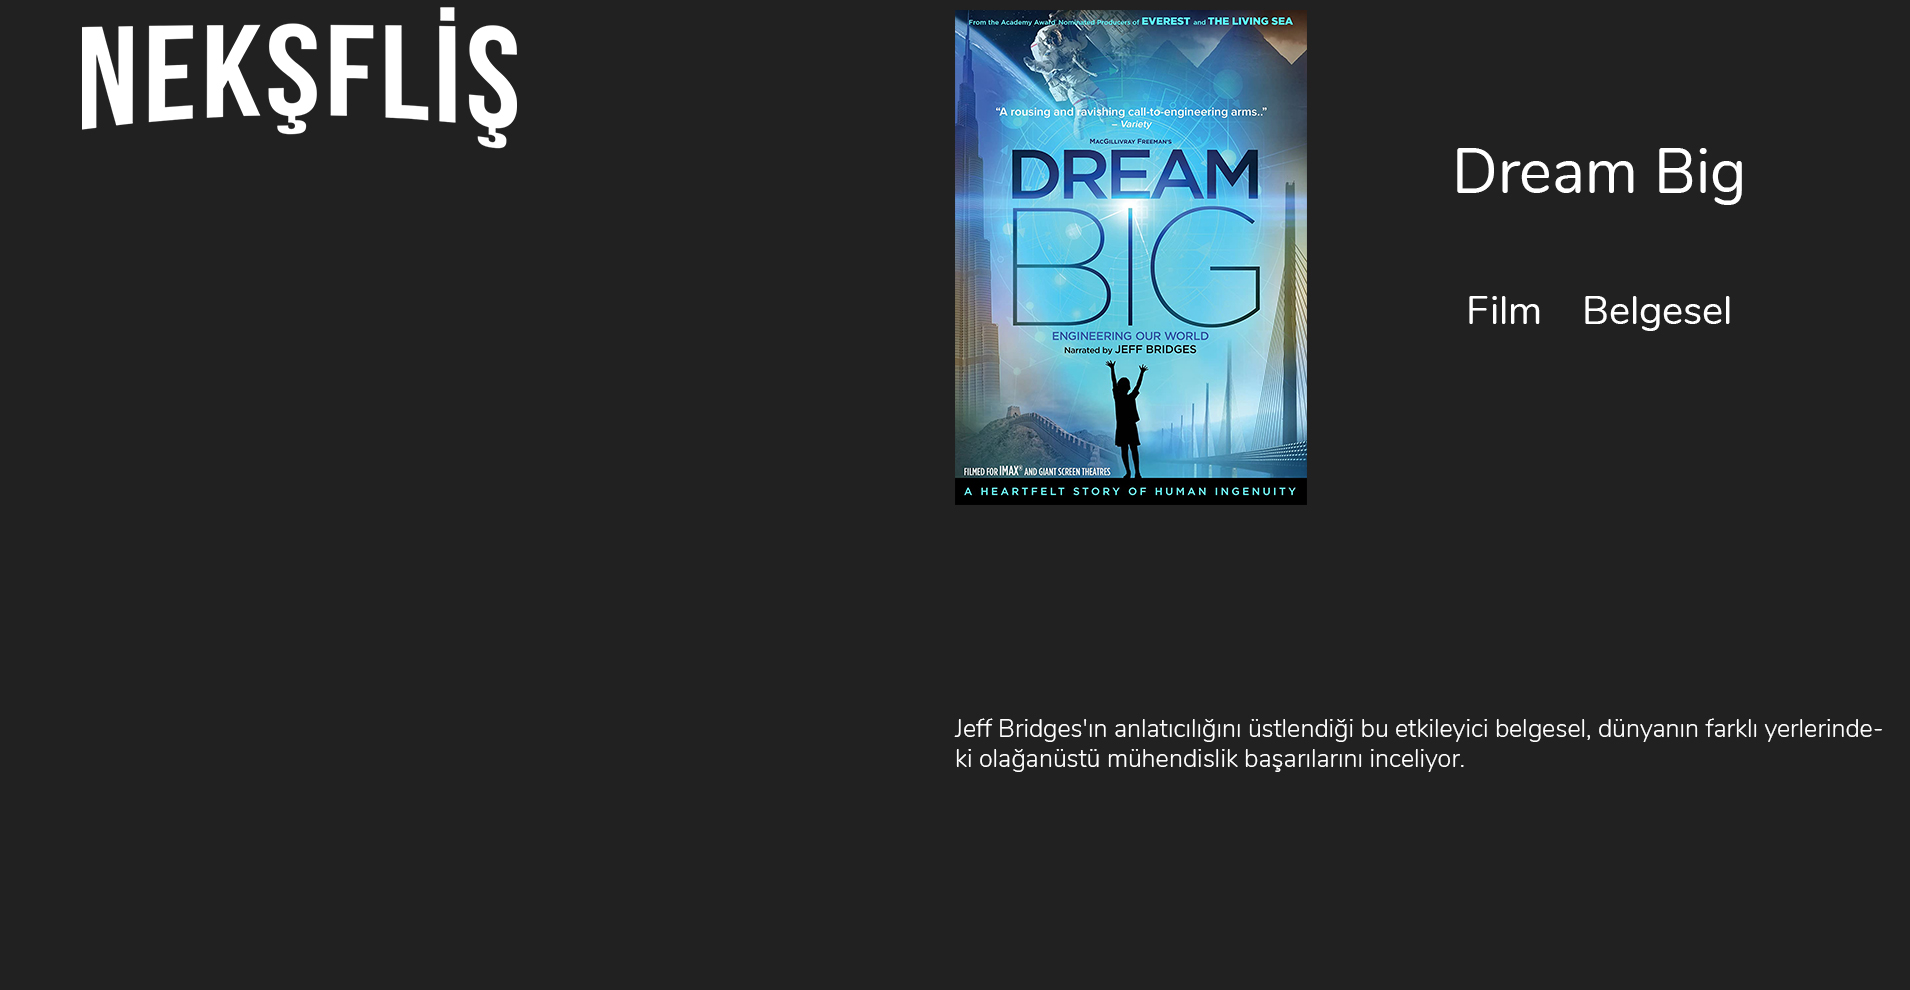 NEKŞFLİŞ
From the Academy Award Nominated Producers of EVEREST and THE LIVING SEA
“A rousing and ravishing call-to-engineering arms..”
– Variety
MACGILLIVRAY FREEMAN'S
DREAM
BIG
ENGINEERING OUR WORLD
Narrated by JEFF BRIDGES
FILMED FOR IMAX® AND GIANT SCREEN THEATRES
A HEARTFELT STORY OF HUMAN INGENUITY
Dream Big
Film Belgesel
Jeff Bridges'ın anlatıcılığını üstlendiği bu etkileyici belgesel, dünyanın farklı yerlerinde-
ki olağanüstü mühendislik başarılarını inceliyor.